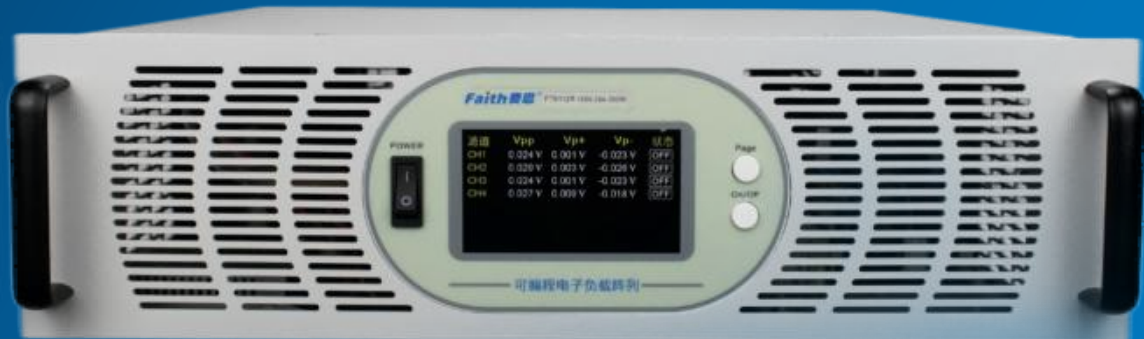 Faith 费思
POWER
通道 Vpp Vp+ Vp- 状态
CH1 0.024 V 0.001 V -0.023 V OFF
CH2 0.029 V 0.003 V -0.026 V OFF
CH3 0.024 V 0.001 V -0.023 V OFF
CH4 0.027 V 0.009 V -0.018 V OFF
Page
On/Off
可编程电子负载阵列